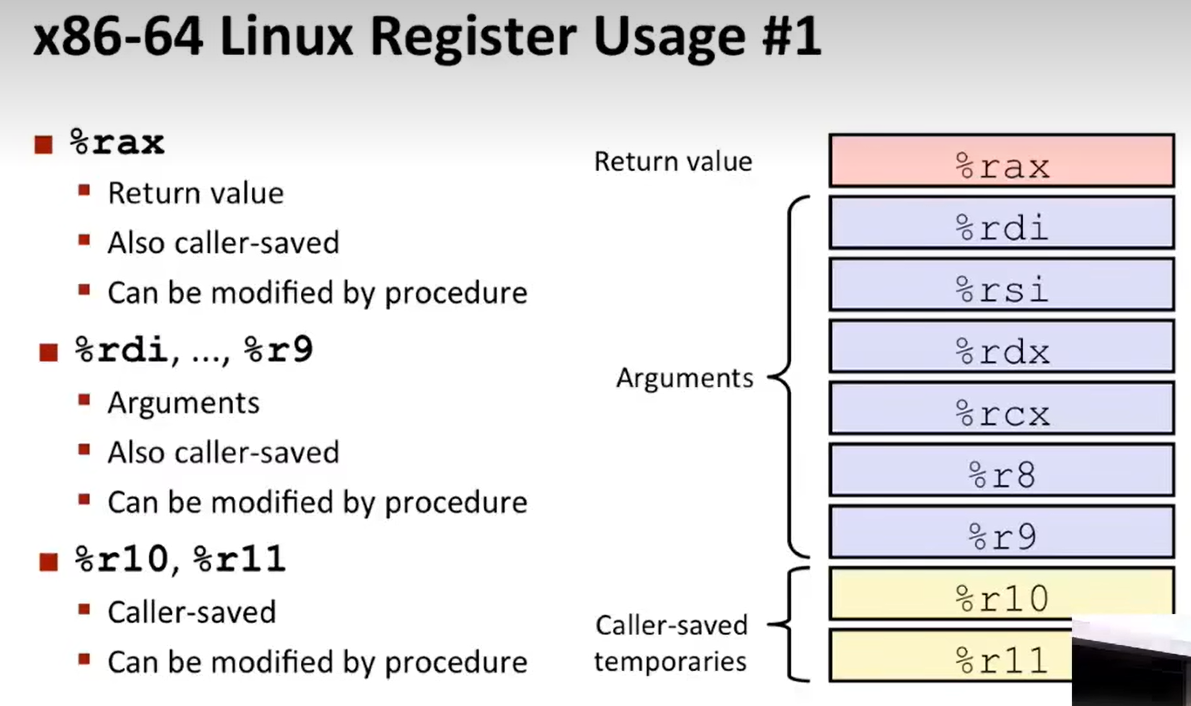 x86-64 Linux Register Usage #1
%rax
Return value
Also caller-saved
Can be modified by procedure
%rdi, ..., %r9
Arguments
Also caller-saved
Can be modified by procedure
%r10, %r11
Caller-saved
Can be modified by procedure
Return value
%rax
Arguments
%rdi
%rsi
%rdx
%rcx
%r8
%r9
Caller-saved
temporaries
%r10
%r11